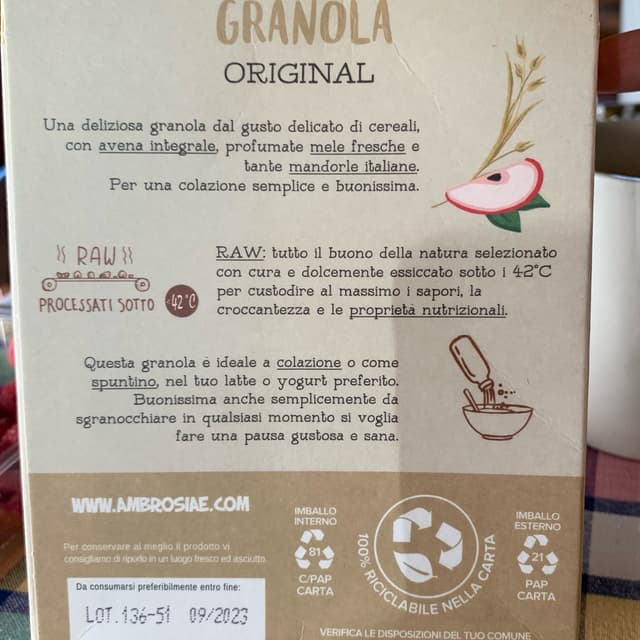 GRANOLA
ORIGINAL
Una deliziosa granola dal gusto delicato di cereali,
con avena integrale, profumate mele fresche e
tante mandorle italiane.
Per una colazione semplice e buonissima.
RAW
PROCESSATI SOTTO
<42°C
RAW: tutto il buono della natura selezionato
con cura e dolcemente essiccato sotto i 42°C
per custodire al massimo i sapori, la
croccantezza e le proprietà nutrizionali.
Questa granola è ideale a colazione o come
spuntino, nel tuo latte o yogurt preferito.
Buonissima anche semplicemente da
sgranocchiare in qualsiasi momento si voglia
fare una pausa gustosa e sana.
WWW.AMBROSIAE.COM
Per conservare al meglio il prodotto vi
consigliamo di riporlo in un luogo fresco ed asciutto.
Da consumarsi preferibilmente entro fine:
LOT.136-51 09/2023
IMBALLO
INTERNO
81
C/PAP
CARTA
100% RICICLABILE NELLA CARTA
IMBALLO
ESTERNO
21
PAP
CARTA
VERIFICA LE DISPOSIZIONI DEL TUO COMUNE